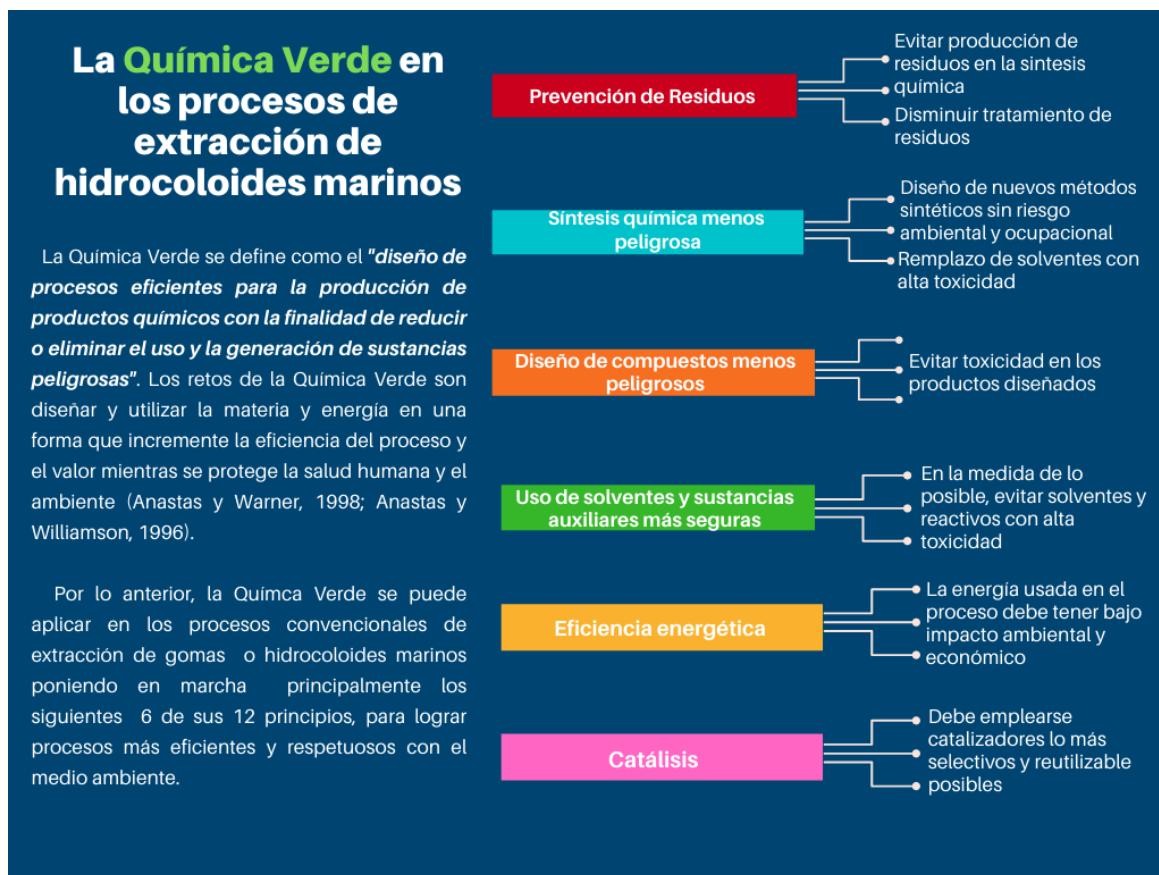 La Química Verde en
los procesos de
extracción de
hidrocoloides marinos
La Química Verde se define como el "diseño de
procesos eficientes para la producción de
productos químicos con la finalidad de reducir
o eliminar el uso y la generación de sustancias
peligrosas". Los retos de la Química Verde son
diseñar y utilizar la materia y energía en una
forma que incremente la eficiencia del proceso y
el valor mientras se protege la salud humana y el
ambiente (Anastas y Warner, 1998; Anastas y
Williamson, 1996).
Por lo anterior, la Químca Verde se puede
aplicar en los procesos convencionales de
extracción de gomas o hidrocoloides marinos
poniendo en marcha principalmente los
siguientes 6 de sus 12 principios, para lograr
procesos más eficientes y respetuosos con el
medio ambiente.
Prevención de Residuos
Evitar producción de
residuos en la sintesis
química
Disminuir tratamiento de
residuos
Síntesis química menos
peligrosa
Diseño de nuevos métodos
sintéticos sin riesgo
ambiental y ocupacional
Remplazo de solventes con
alta toxicidad
Diseño de compuestos menos
peligrosos
Evitar toxicidad en los
productos diseñados
Uso de solventes y sustancias
auxiliares más seguras
En la medida de lo
posible, evitar solventes y
reactivos con alta
toxicidad
Eficiencia energética
La energía usada en el
proceso debe tener bajo
impacto ambiental y
económico
Catálisis
Debe emplearse
catalizadores lo más
selectivos y reutilizable
posibles